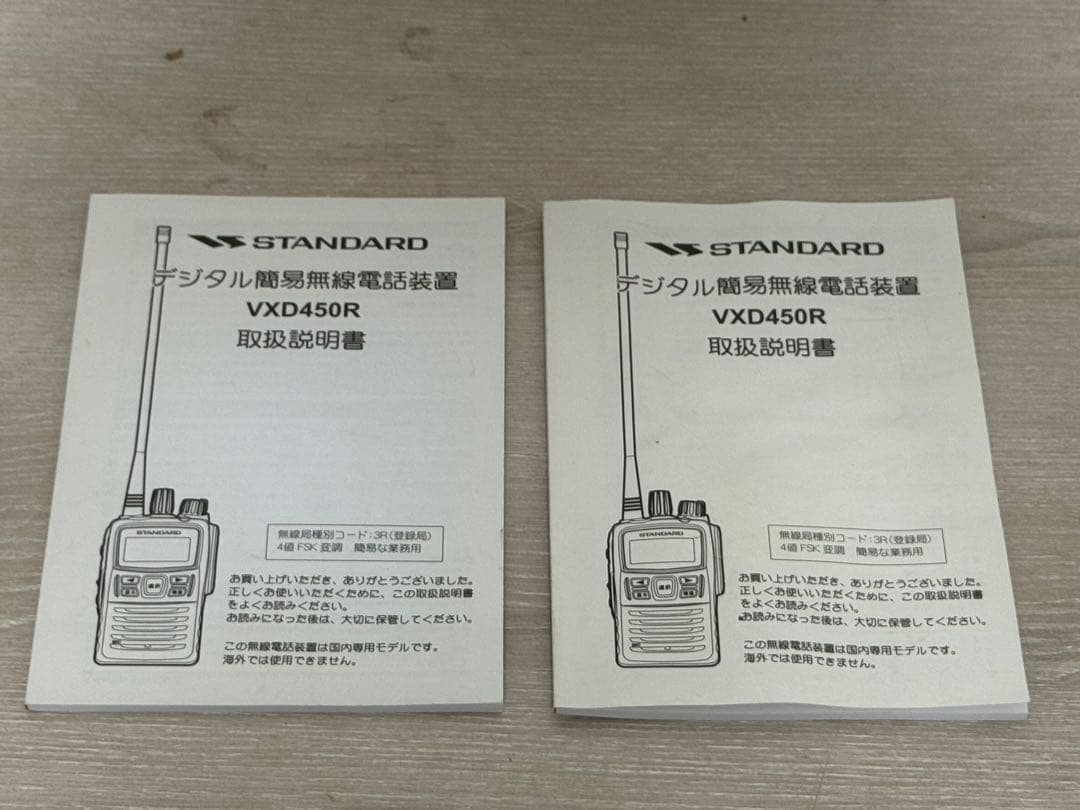 STANDARD
デジタル簡易無線電話装置
VXD450R
取扱説明書
STANDARD
無線局種別コード:3R(登録局)
4値FSK変調 簡易な業務用
お買い上げいただき、ありがとうございました。
正しくお使いいただくために、この取扱説明書
をよくお読みください。
お読みになった後は、大切に保管してください。
この無線電話装置は国内専用モデルです。
海外では使用できません。
STANDARD
デジタル簡易無線電話装置
VXD450R
取扱説明書
STANDARD
無線局種別コード:3R(登録局)
4値FSK変調 簡易な業務用
お買い上げいただき、ありがとうございました。
正しくお使いいただくために、この取扱説明書
をよくお読みください。
お読みになった後は、大切に保管してください。
この無線電話装置は国内専用モデルです。
海外では使用できません。